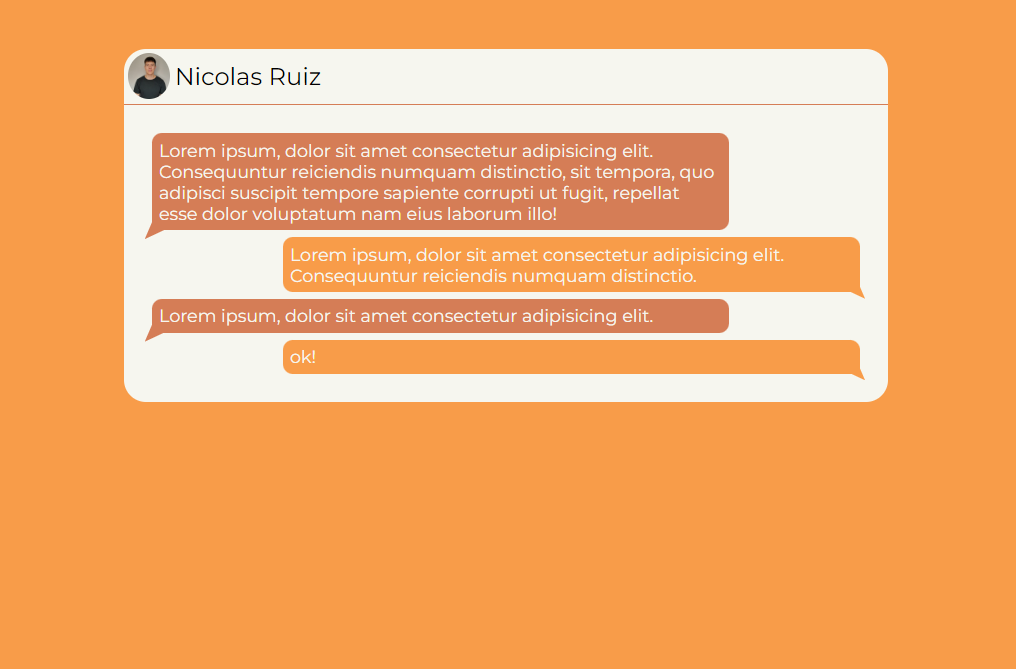 Nicolas Ruiz
Lorem ipsum, dolor sit amet consectetur adipisicing elit.
Consequuntur reiciendis numquam distinctio, sit tempora, quo
adipisci suscipit tempore sapiente corrupti ut fugit, repellat
esse dolor voluptatum nam eius laborum illo!
Lorem ipsum, dolor sit amet consectetur adipisicing elit.
Consequuntur reiciendis numquam distinctio.
Lorem ipsum, dolor sit amet consectetur adipisicing elit.
ok!